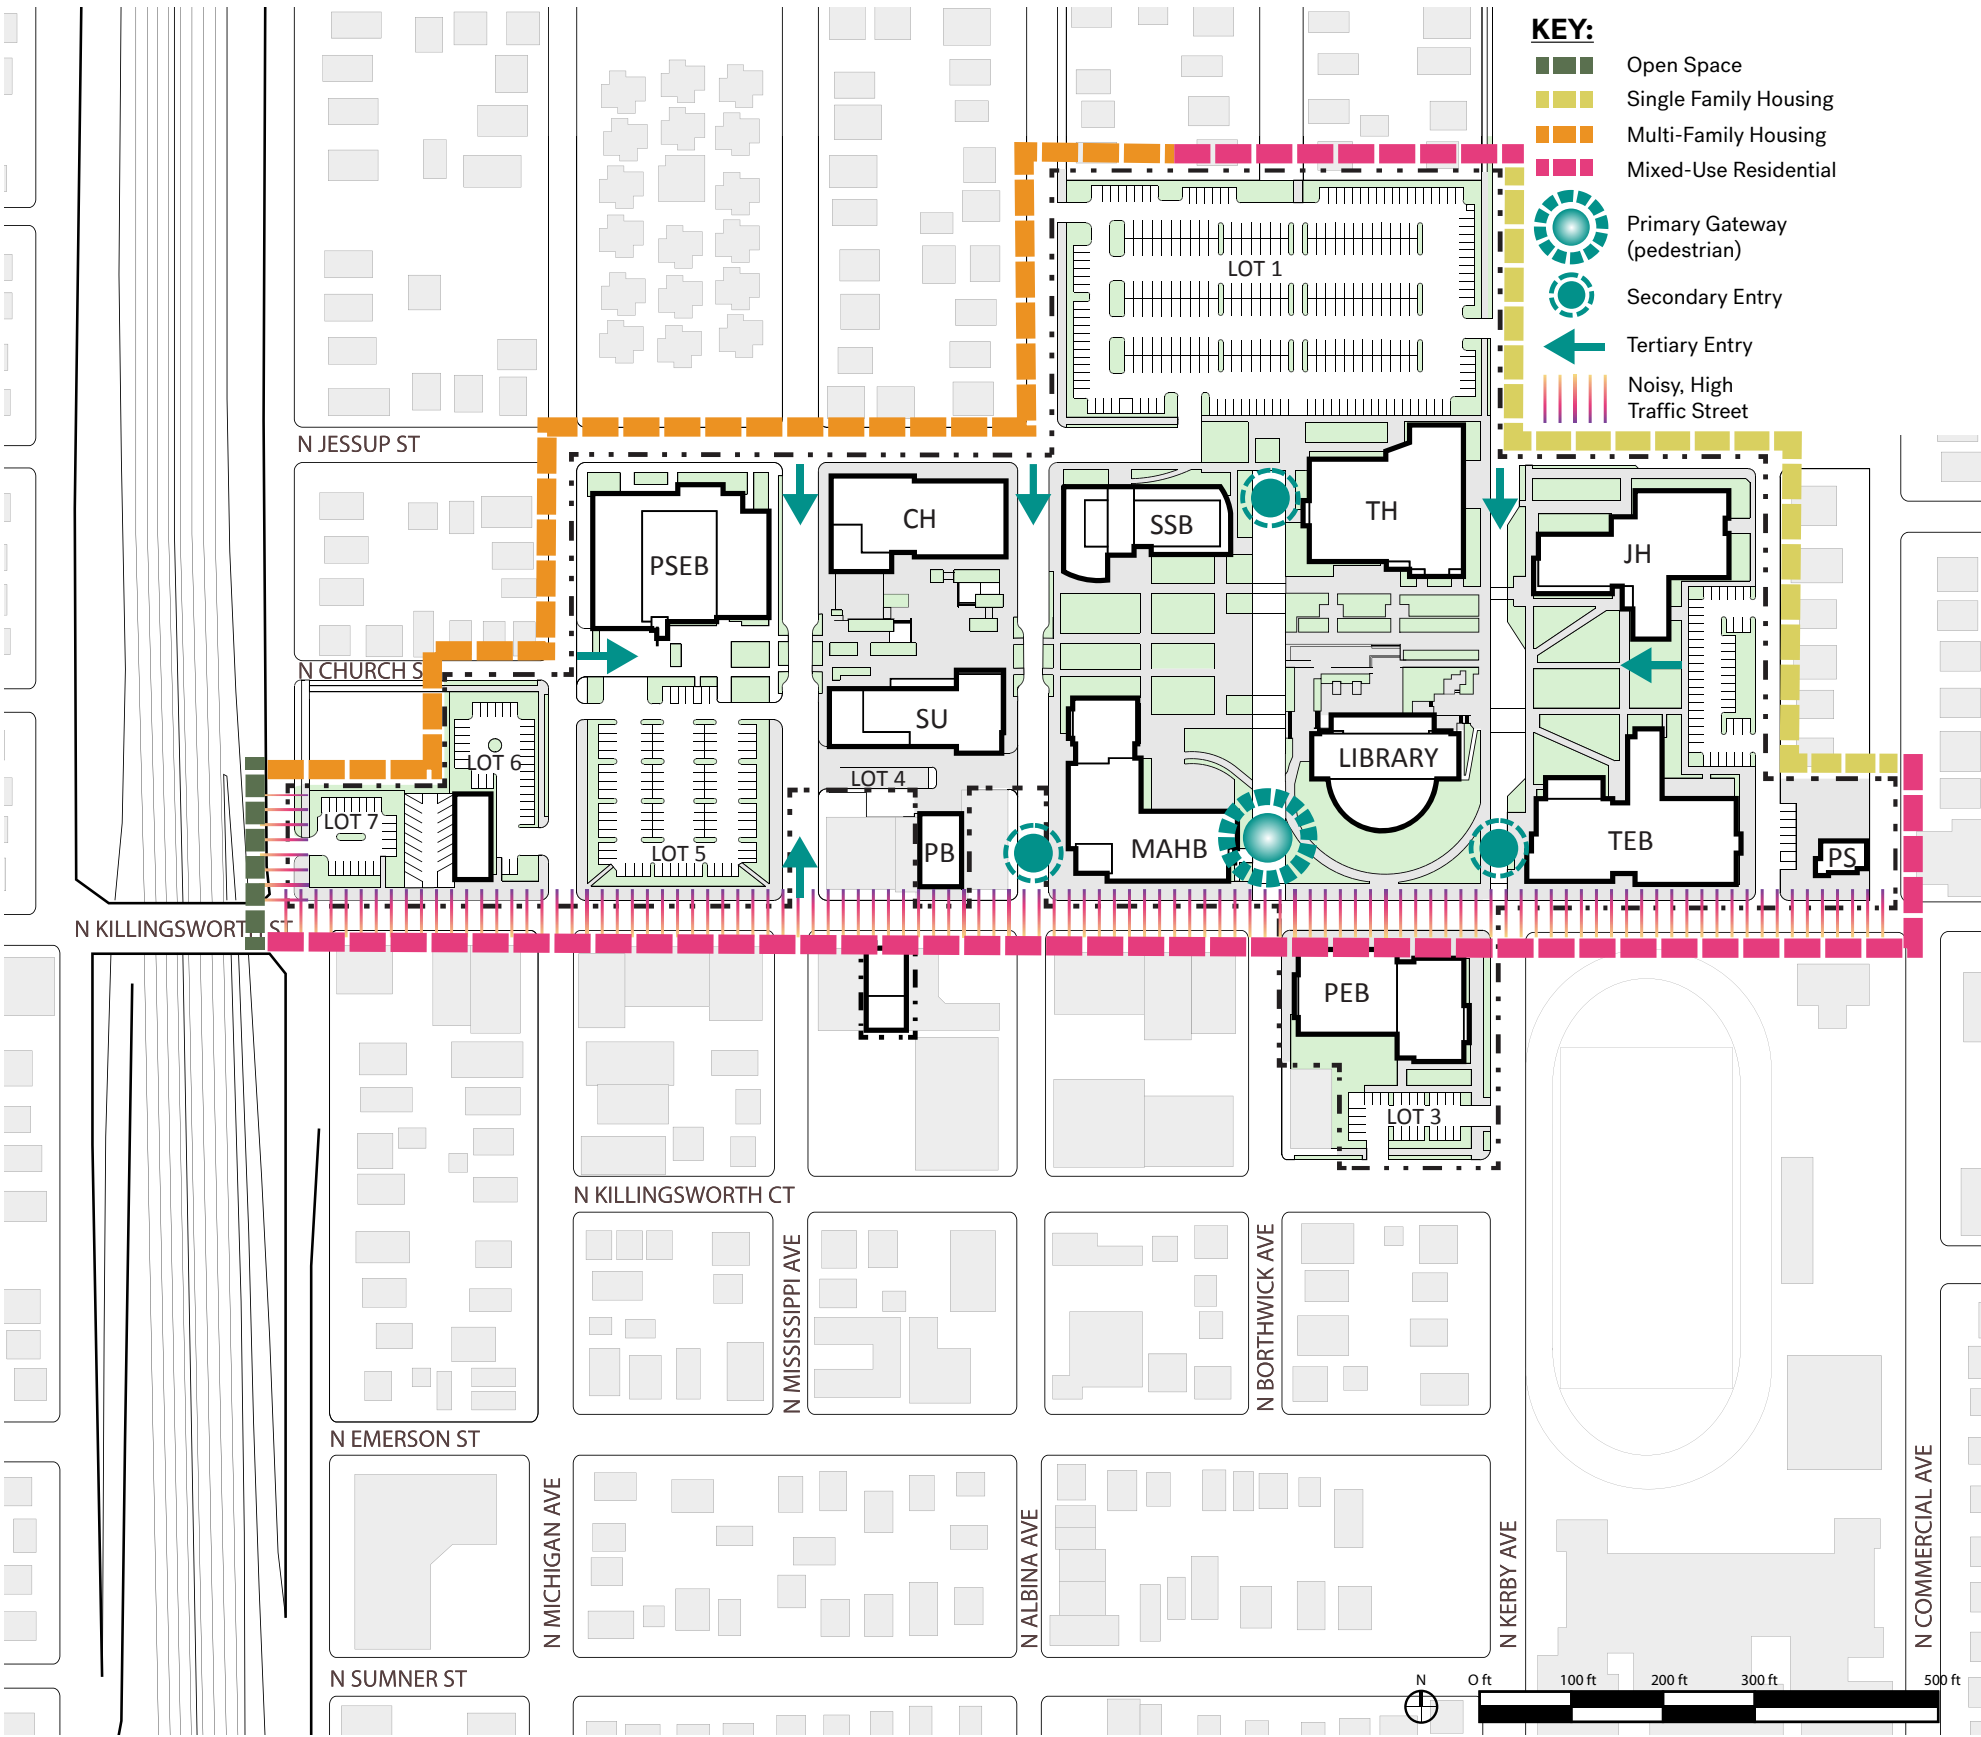 KEY:
Open Space
Single Family Housing
Multi-Family Housing
Mixed-Use Residential
Primary Gateway
(pedestrian)
Secondary Entry
Tertiary Entry
Noisy, High
Traffic Street
LOT 1
N JESSUP ST
PSEB
CH
SSB
TH
JH
N CHURCH S
SU
LIBRARY
LOT 6
LOT 4
LOT 7
LOT 5
PB
MAHB
TEB
PS
N KILLINGSWORTH ST
PEB
LOT 3
N KILLINGSWORTH CT
N MISSISSIPPI AVE
N BORTHWICK AVE
N EMERSON ST
N MICHIGAN AVE
N ALBINA AVE
N KERBY AVE
N COMMERCIAL AVE
N SUMNER ST
N
0 ft
100 ft
200 ft
300 ft
500 ft